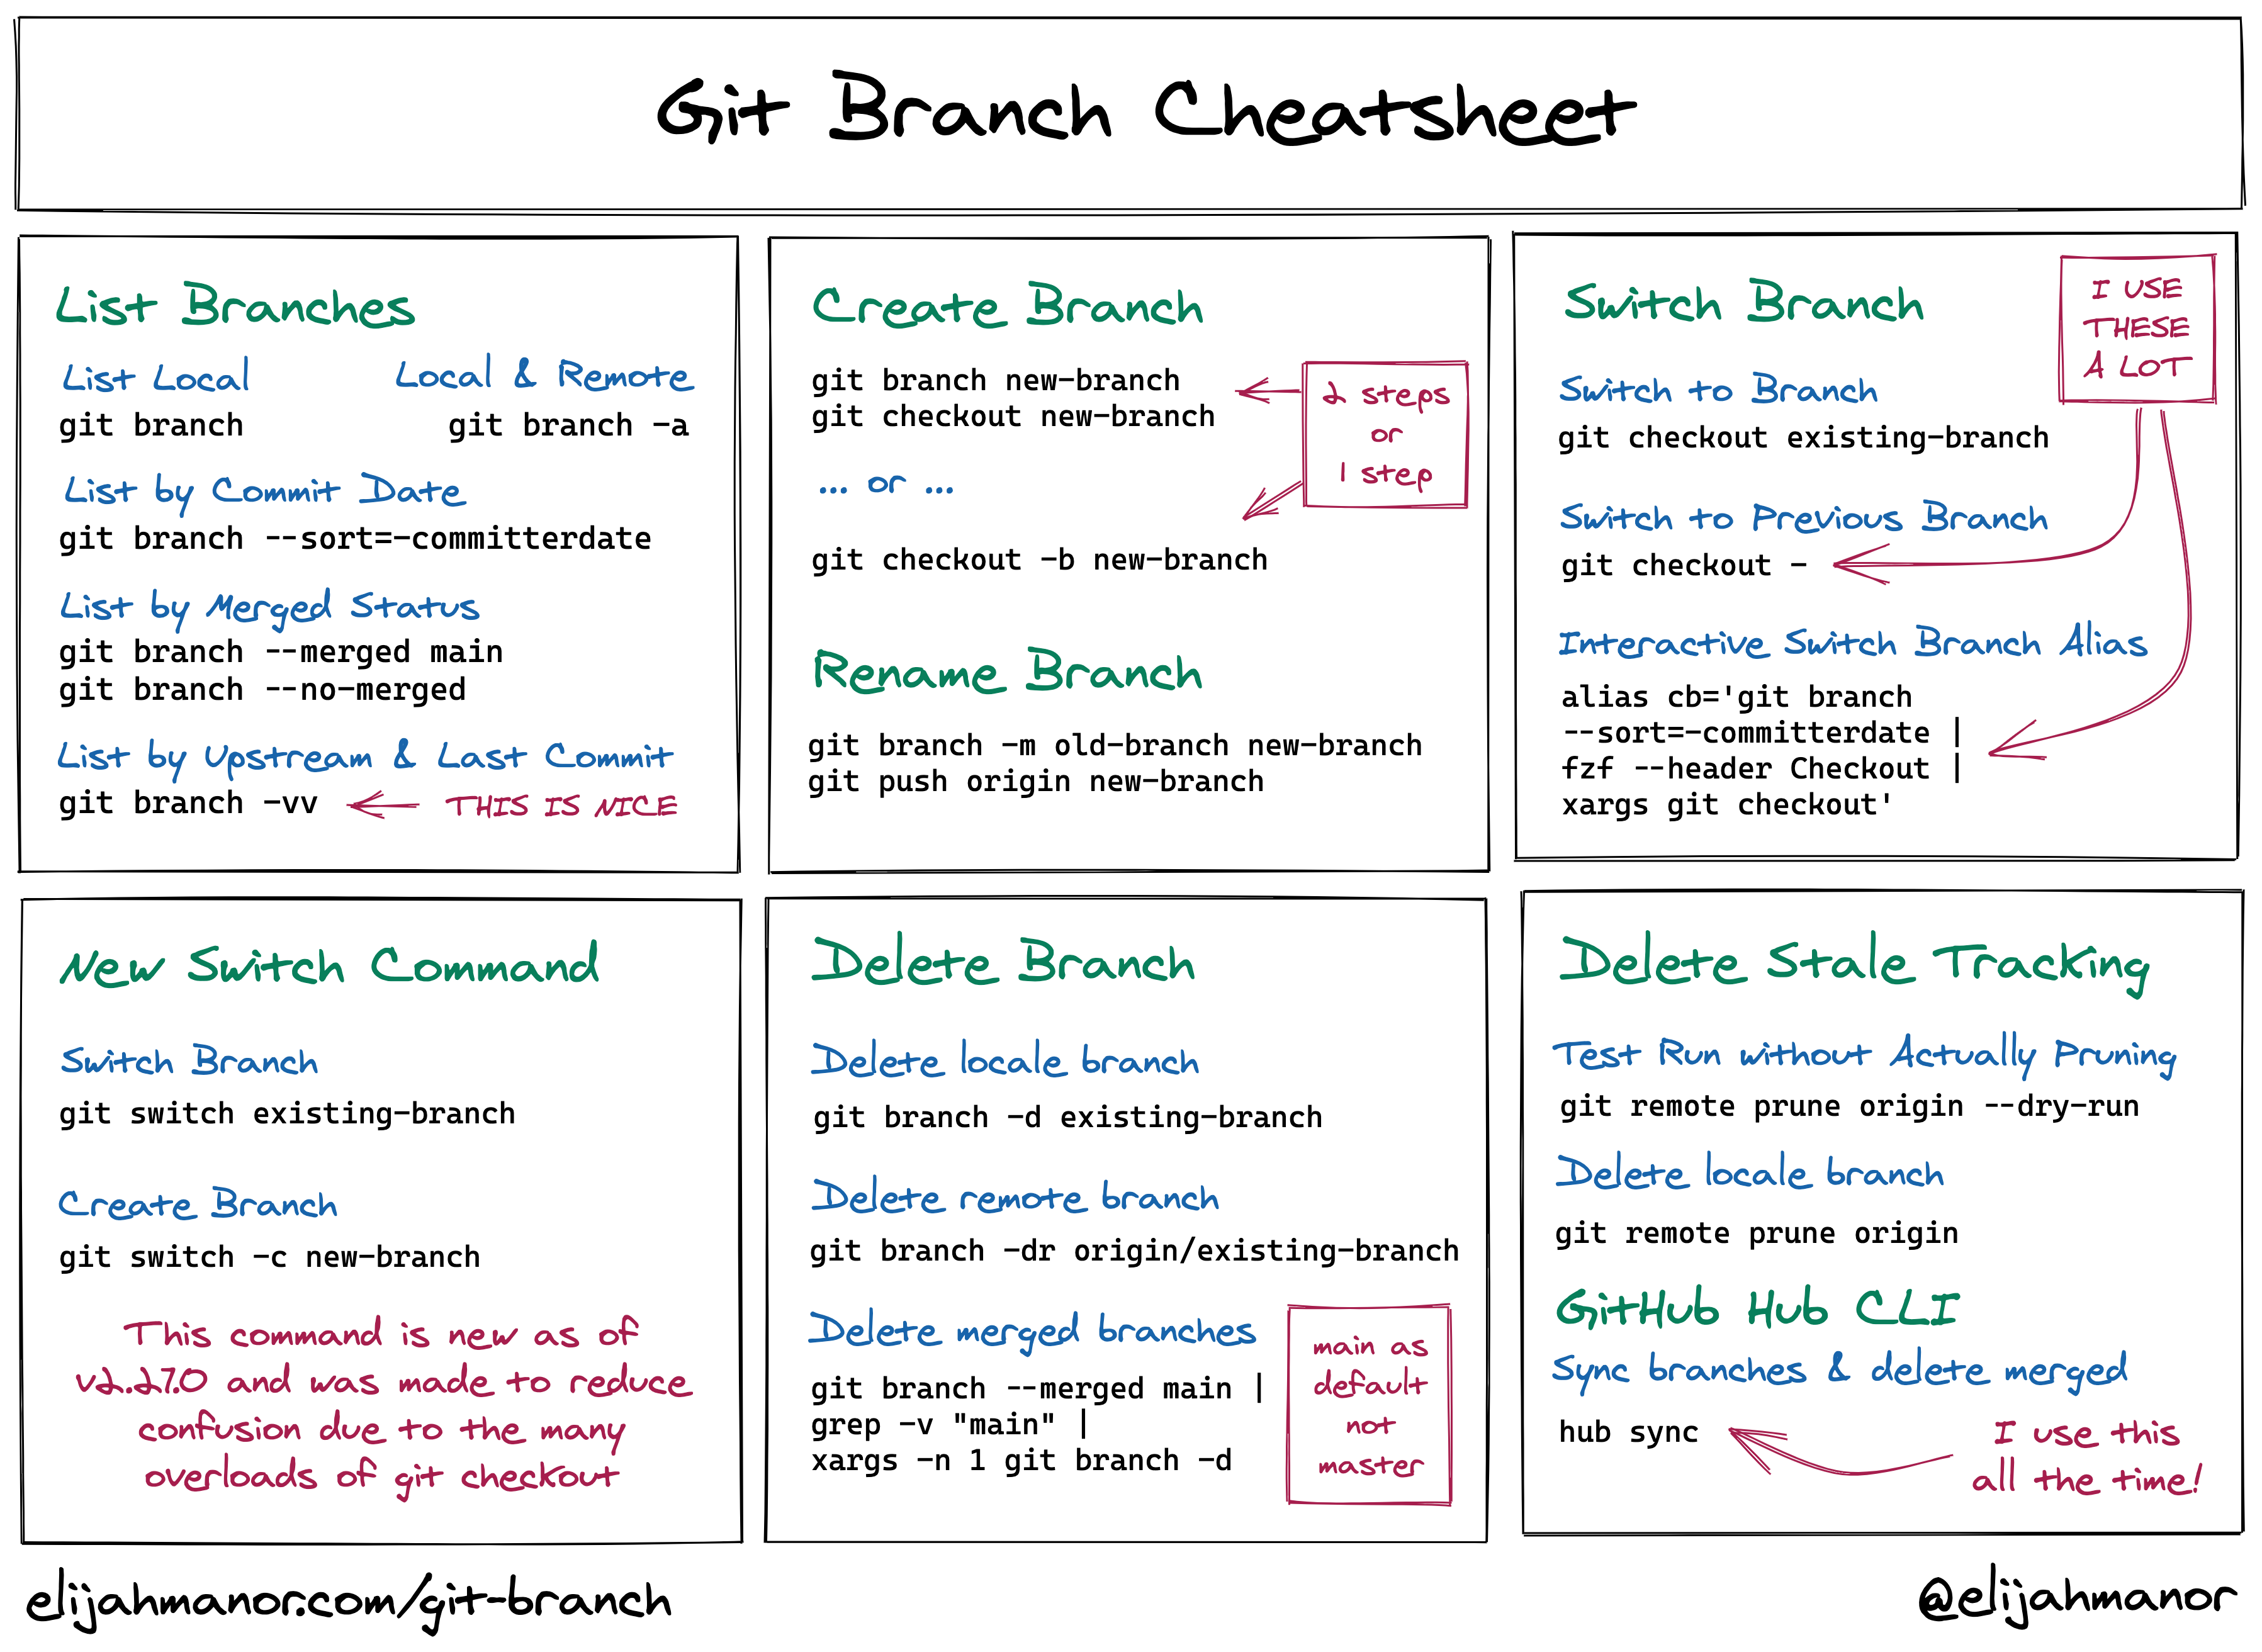 Git Branch Cheatsheet
List Branches
List Local
git branch
Local & Remote
git branch -a
List by Commit Date
git branch --sort=-committerdate
List by Merged Status
git branch --merged main
git branch --no-merged
List by Upstream & Last Commit
git branch -vv
THIS IS NICE
Create Branch
git branch new-branch
git checkout new-branch
2 steps
or
1 step
... or ...
git checkout -b new-branch
Rename Branch
git branch -m old-branch new-branch
git push origin new-branch
Switch Branch
I USE
THESE
A LOT
Switch to Branch
git checkout existing-branch
Switch to Previous Branch
git checkout -
Interactive Switch Branch Alias
alias cb='git branch
--sort=-committerdate |
fzf --header Checkout |
xargs git checkout'
New Switch Command
Switch Branch
git switch existing-branch
Create Branch
git switch -c new-branch
This command is new as of
v2.27.0 and was made to reduce
confusion due to the many
overloads of git checkout
Delete Branch
Delete locale branch
git branch -d existing-branch
Delete remote branch
git branch -dr origin/existing-branch
Delete merged branches
git branch --merged main |
grep -v "main" |
xargs -n 1 git branch -d
main as
default
not
master
Delete Stale Tracking
Test Run without Actually Pruning
git remote prune origin --dry-run
Delete locale branch
git remote prune origin
GitHub Hub CLI
Sync branches & delete merged
hub sync
I use this
all the time!
elijahmanor.com/git-branch
@elijahmanor